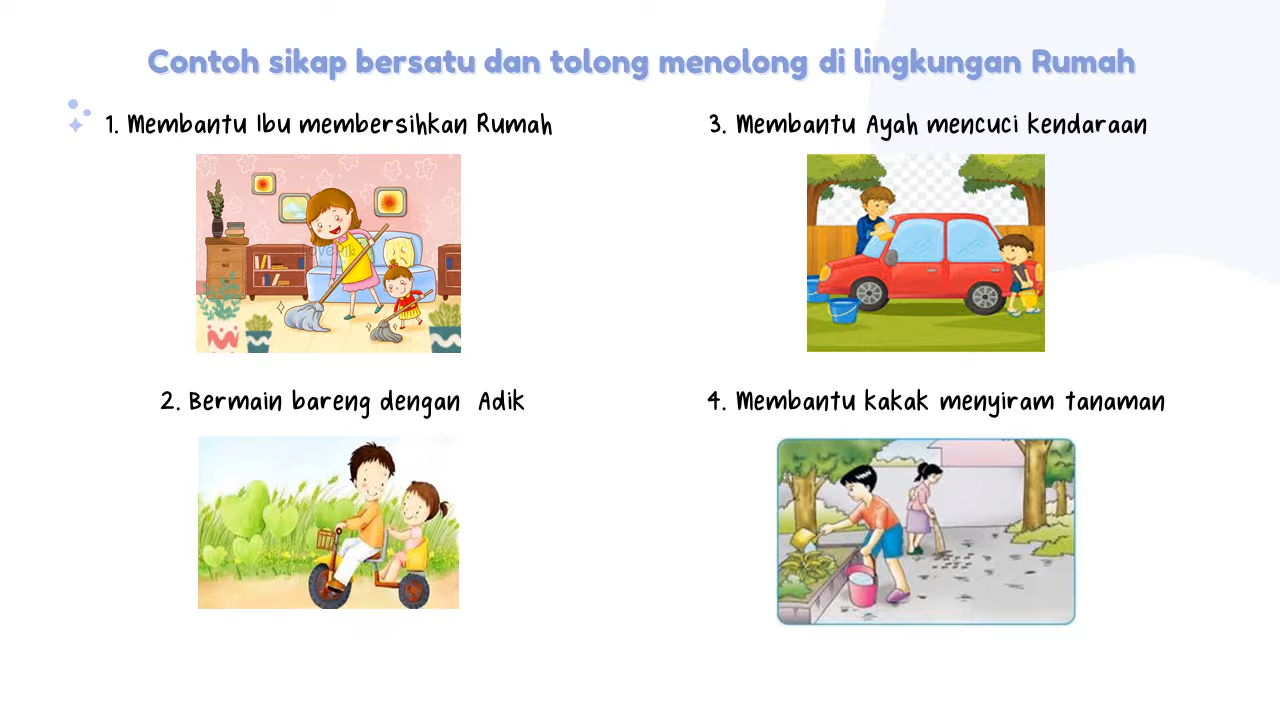 Contoh sikap bersatu dan tolong menolong di lingkungan Rumah
1. Membantu Ibu membersihkan Rumah
2. Bermain bareng dengan Adik
3. Membantu Ayah mencuci kendaraan
4. Membantu kakak menyiram tanaman